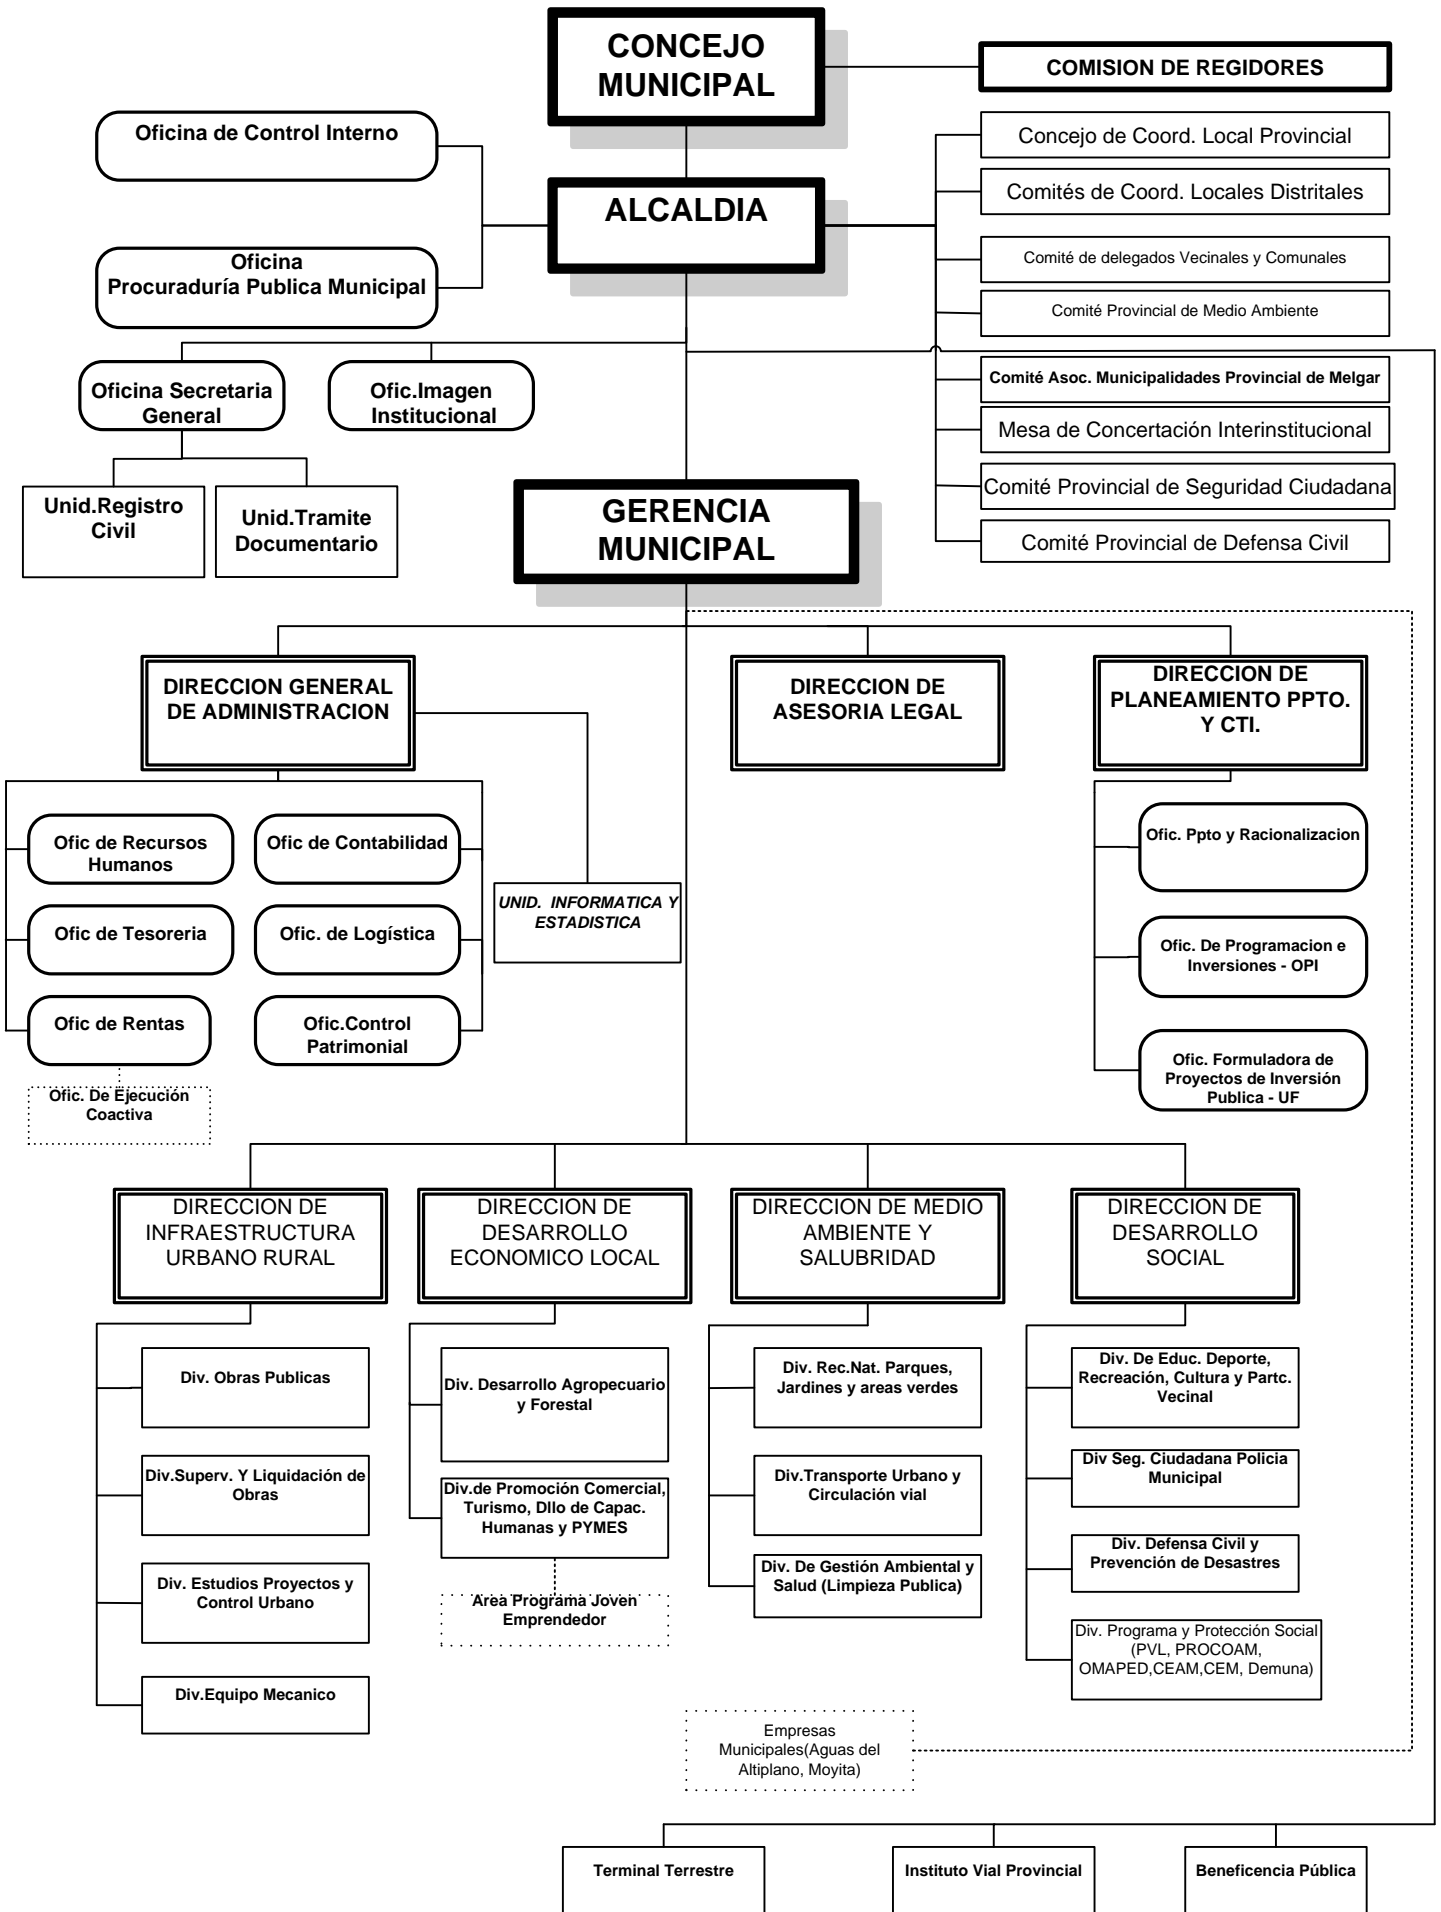 CONCEJO
MUNICIPAL
COMISION DE REGIDORES
Oficina de Control Interno
Concejo de Coord. Local Provincial
ALCALDIA
Comités de Coord. Locales Distritales
Oficina
Procuraduría Publica Municipal
Comité de delegados Vecinales y Comunales
Comité Provincial de Medio Ambiente
Oficina Secretaria
General
Ofic.Imagen
Institucional
Comité Asoc. Municipalidades Provincial de Melgar
Mesa de Concertación Interinstitucional
Unid.Registro
Civil
Unid.Tramite
Documentario
GERENCIA
MUNICIPAL
Comité Provincial de Seguridad Ciudadana
Comité Provincial de Defensa Civil
DIRECCION GENERAL
DE ADMINISTRACION
DIRECCION DE
ASESORIA LEGAL
DIRECCION DE
PLANEAMIENTO PPTO.
Y CTI.
Ofic de Recursos
Humanos
Ofic de Contabilidad
Ofic. Ppto y Racionalizacion
UNID.  INFORMATICA Y
ESTADISTICA
Ofic de Tesoreria
Ofic. de Logística
Ofic. De Programacion e
Inversiones - OPI
Ofic de Rentas
Ofic.Control
Patrimonial
Ofic. Formuladora de
Proyectos de Inversión
Publica - UF
Ofic. De Ejecución
Coactiva
DIRECCION DE
INFRAESTRUCTURA
URBANO RURAL
DIRECCION DE
DESARROLLO
ECONOMICO LOCAL
DIRECCION DE MEDIO
AMBIENTE Y
SALUBRIDAD
DIRECCION DE
DESARROLLO
SOCIAL
Div. Obras Publicas
Div. Desarrollo Agropecuario
y Forestal
Div. Rec.Nat. Parques,
Jardines y areas verdes
Div. De Educ. Deporte,
Recreación, Cultura y Partc.
Vecinal
Div.Superv. Y Liquidación de
Obras
Div.de Promoción Comercial,
Turismo, Dllo de Capac.
Humanas y PYMES
Div.Transporte Urbano y
Circulación vial
Div Seg. Ciudadana Policia
Municipal
Div. Estudios Proyectos y
Control Urbano
Area Programa Joven
Emprendedor
Div. De Gestión Ambiental y
Salud (Limpieza Publica)
Div. Defensa Civil y
Prevención de Desastres
Div.Equipo Mecanico
Div. Programa y Protección Social
(PVL, PROCOAM,
OMAPED,CEAM,CEM, Demuna)
Empresas
Municipales(Aguas del
Altiplano, Moyita)
Terminal Terrestre
Instituto Vial Provincial
Beneficencia Pública